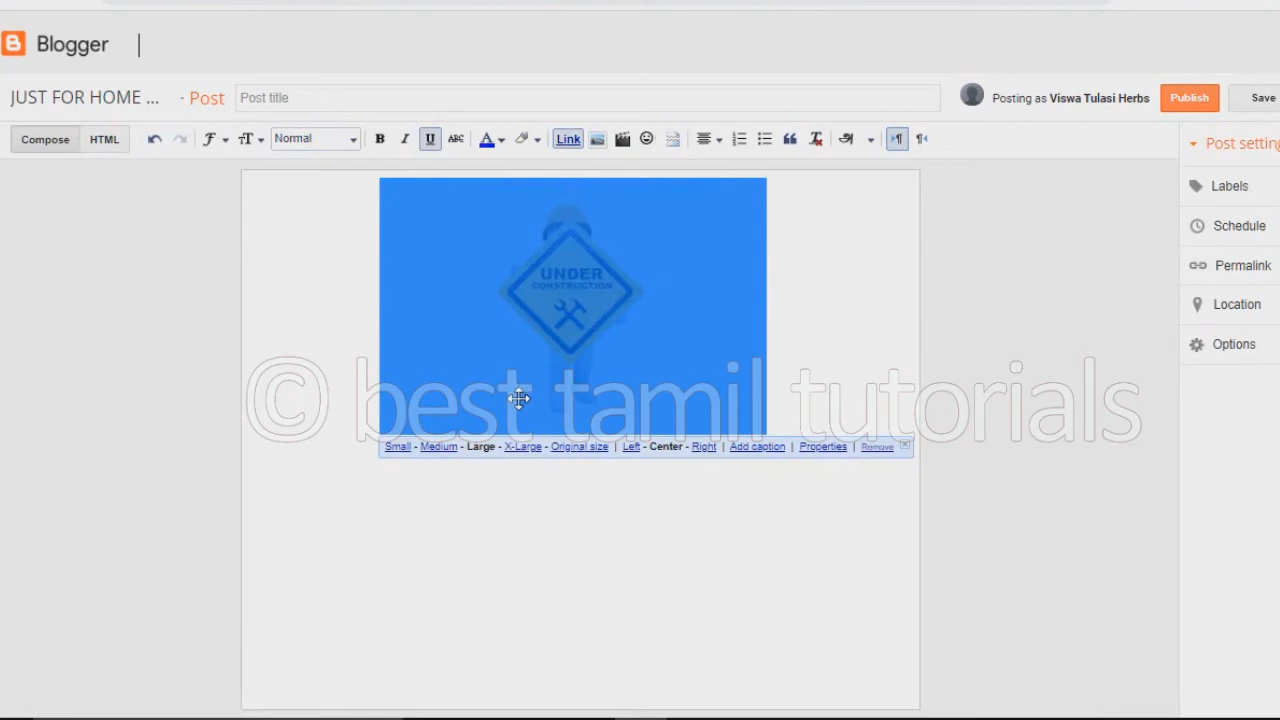 Blogger
JUST FOR HOME ... · Post Post title Posting as Viswa Tulasi Herbs Publish Save
Compose HTML Normal B I U ABC A Link
Post settin
Labels
Schedule
Permalink
Location
Options
UNDER
CONSTRUCTION
© best tamil tutorials
Small - Medium - Large - X-Large - Original size | Left - Center - Right | Add caption | Properties | Remove